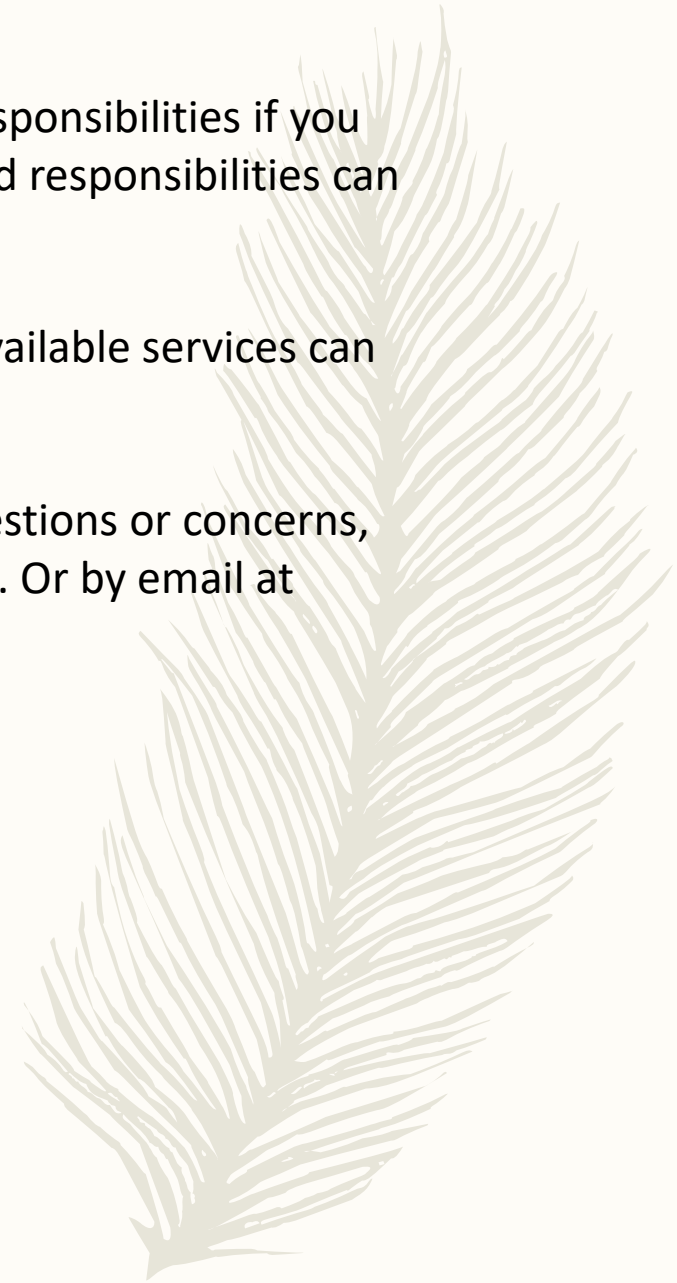 sponsibilities if you
d responsibilities can
vailable services can
estions or concerns,
. Or by email at